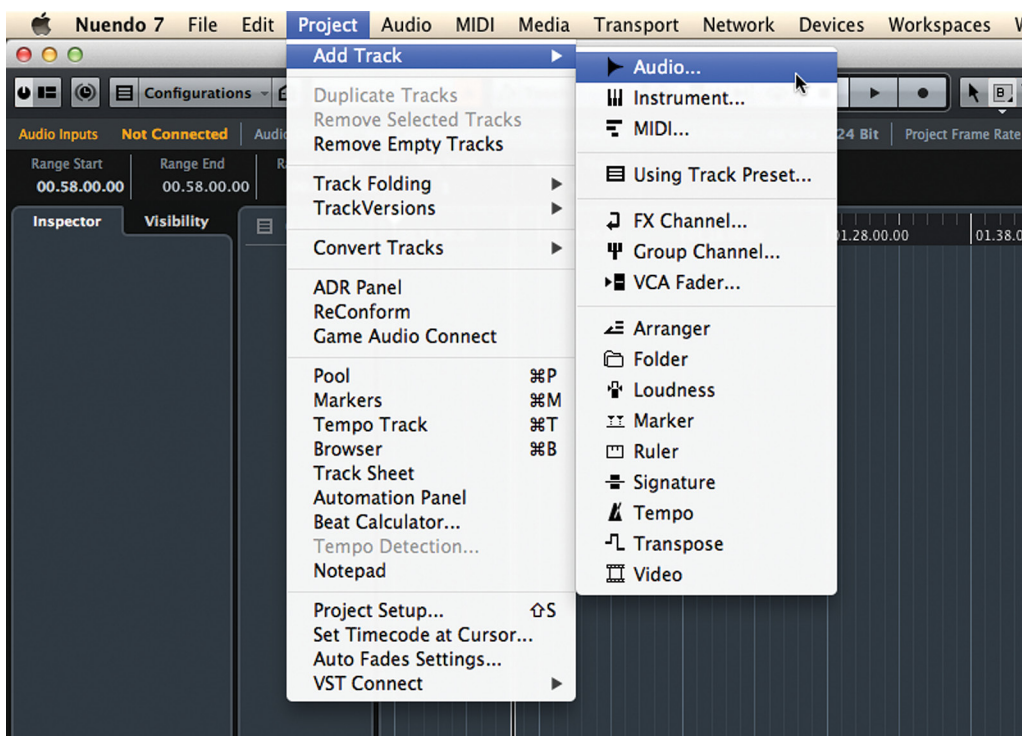 Nuendo 7 File Edit Project Audio MIDI Media Transport Network Devices Workspaces
Configurations
Audio Inputs Not Connected
24 Bit Project Frame Rate
Range Start Range End
00.58.00.00 00.58.00.00
Inspector Visibility
01.28.00.00
Add Track
Duplicate Tracks
Remove Selected Tracks
Remove Empty Tracks
Track Folding
TrackVersions
Convert Tracks
ADR Panel
ReConform
Game Audio Connect
Pool ⌘P
Markers ⌘M
Tempo Track ⌘T
Browser ⌘B
Track Sheet
Automation Panel
Beat Calculator...
Tempo Detection...
Notepad
Project Setup... ⇧S
Set Timecode at Cursor...
Auto Fades Settings...
VST Connect
Audio...
Instrument...
MIDI...
Using Track Preset...
FX Channel...
Group Channel...
VCA Fader...
Arranger
Folder
Loudness
Marker
Ruler
Signature
Tempo
Transpose
Video